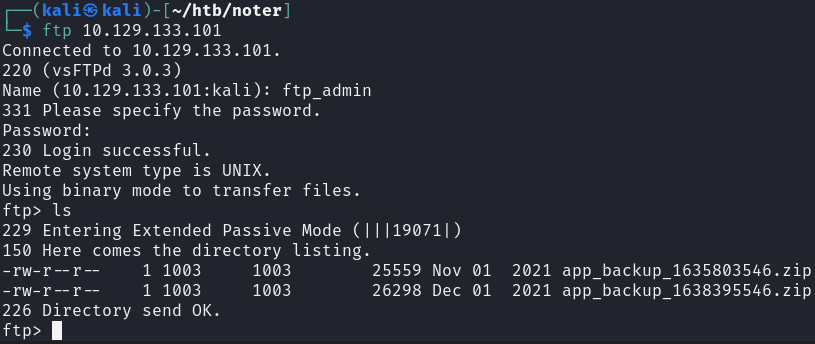 ┌──(kali㉿kali)-[~/htb/noter]
└─$ ftp 10.129.133.101
Connected to 10.129.133.101.
220 (vsFTPd 3.0.3)
Name (10.129.133.101:kali): ftp_admin
331 Please specify the password.
Password:
230 Login successful.
Remote system type is UNIX.
Using binary mode to transfer files.
ftp> ls
229 Entering Extended Passive Mode (|||19071|)
150 Here comes the directory listing.
-rw-r--r--    1 1003     1003        25559 Nov 01  2021 app_backup_1635803546.zip
-rw-r--r--    1 1003     1003        26298 Dec 01  2021 app_backup_1638395546.zip
226 Directory send OK.
ftp>